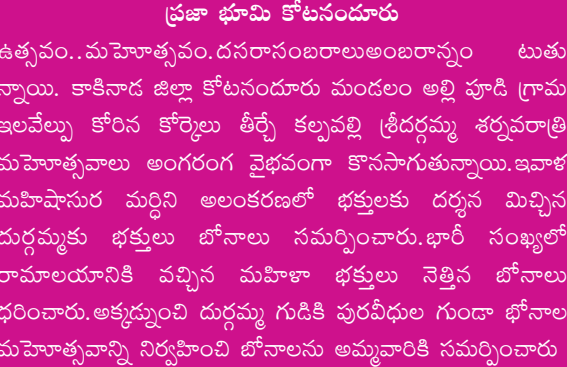 ప్రజా భూమి కోటనందూరు
ఉత్సవం..మహెూత్సవం.దసరాసంబరాలుఅంబరాన్నం టుతు
న్నాయి. కాకినాడ జిల్లా కోటనందూరు మండలం అల్లి పూడి గ్రామ
ఇలవేల్పు కోరిన కోర్కెలు తీర్చే కల్పవల్లి శ్రీదర్గమ్మ శర్నవరాత్రి
మహెూత్సవాలు అంగరంగ వైభవంగా కొనసాగుతున్నాయి.ఇవాళ
మహిషాసుర మర్ధిని అలంకరణలో భక్తులకు దర్శన మిచ్చిన
దుర్గమ్మకు భక్తులు బోనాలు సమర్పించారు.భారీ సంఖ్యలో
రామాలయానికి వచ్చిన మహిళా భక్తులు నెత్తిన బోనాలు
ధరించారు.అక్కడ్నుంచి దుర్గమ్మ గుడికి పురవీధుల గుండా భోనాల
మహెూత్సవాన్ని నిర్వహించి బోనాలను అమ్మవారికి సమర్పించారు